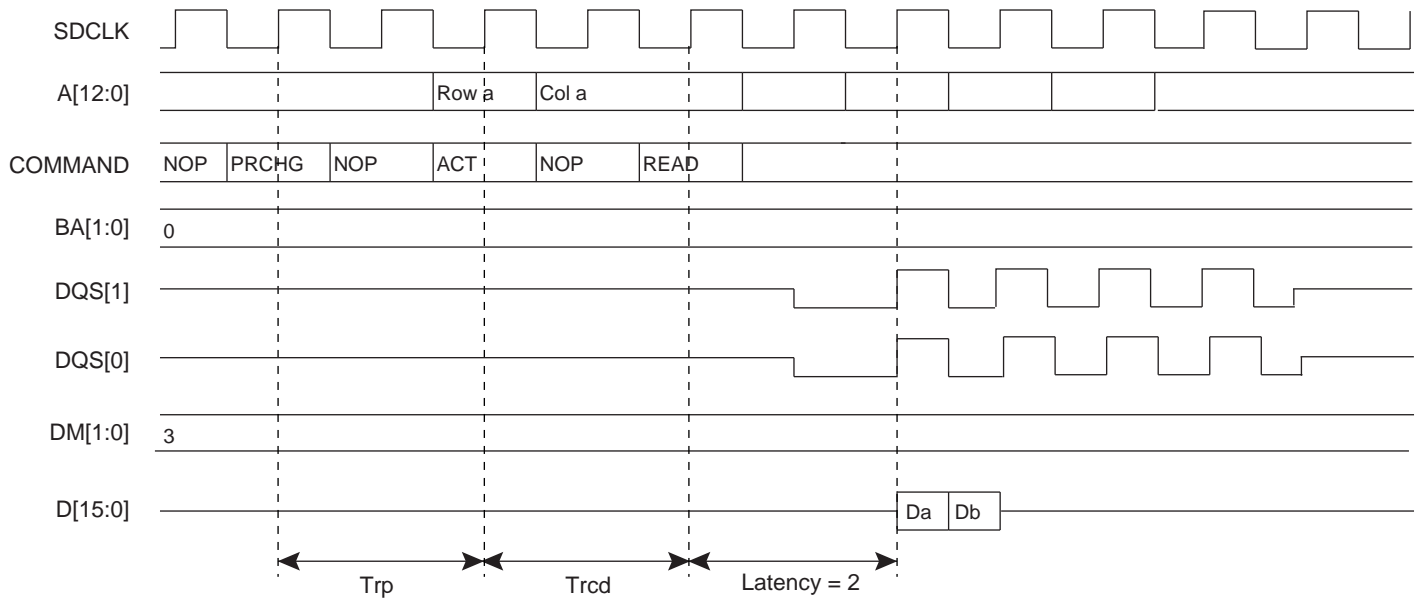 SDCLK
A[12:0] Row a Col a
COMMAND NOP PRCHG NOP ACT NOP READ
BA[1:0] 0
DQS[1]
DQS[0]
DM[1:0] 3
D[15:0] Da Db
Trp Trcd Latency = 2